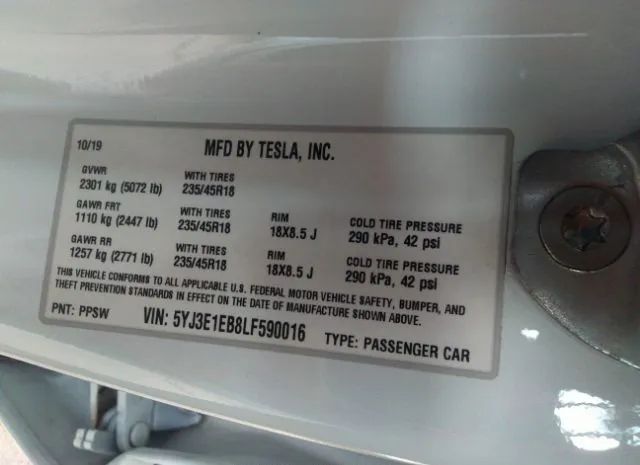 10/19 MFD BY TESLA, INC.
GVWR WITH TIRES
2301 kg (5072 lb) 235/45R18
GAWR FRT WITH TIRES RIM COLD TIRE PRESSURE
1110 kg (2447 lb) 235/45R18 18X8.5 J 290 kPa, 42 psi
GAWR RR WITH TIRES RIM COLD TIRE PRESSURE
1257 kg (2771 lb) 235/45R18 18X8.5 J 290 kPa, 42 psi
THIS VEHICLE CONFORMS TO ALL APPLICABLE U.S. FEDERAL MOTOR VEHICLE SAFETY, BUMPER, AND
THEFT PREVENTION STANDARDS IN EFFECT ON THE DATE OF MANUFACTURE SHOWN ABOVE.
PNT: PPSW VIN: 5YJ3E1EB8LF590016 TYPE: PASSENGER CAR